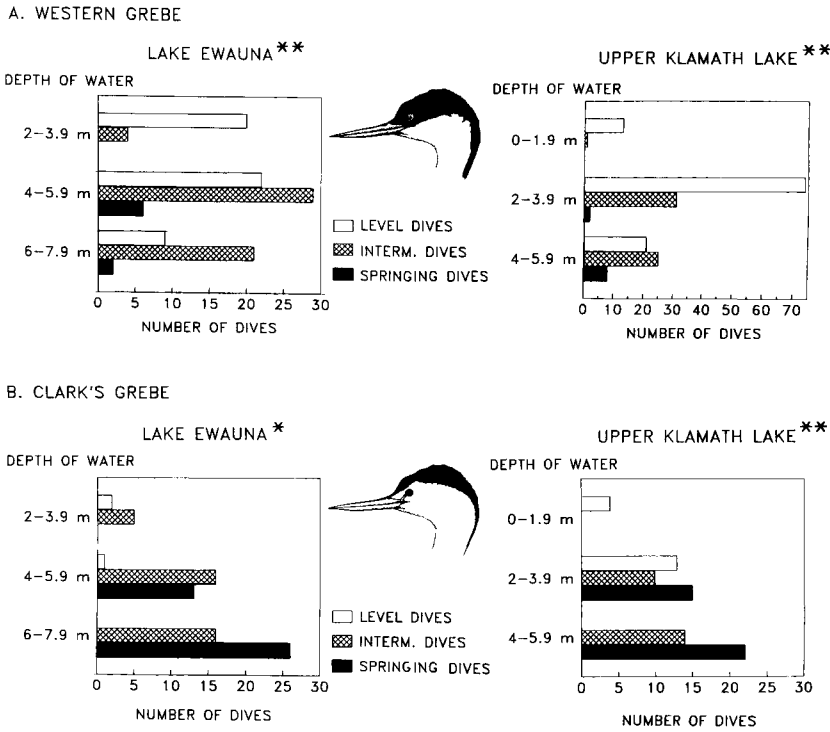 A. WESTERN GREBE
LAKE EWAUNA**
DEPTH OF WATER
2–3.9 m
4–5.9 m
6–7.9 m
0 5 10 15 20 25 30
NUMBER OF DIVES
LEVEL DIVES
INTERM. DIVES
SPRINGING DIVES
UPPER KLAMATH LAKE**
DEPTH OF WATER
0–1.9 m
2–3.9 m
4–5.9 m
0 10 20 30 40 50 60 70
NUMBER OF DIVES
B. CLARK'S GREBE
LAKE EWAUNA*
DEPTH OF WATER
2–3.9 m
4–5.9 m
6–7.9 m
0 5 10 15 20 25 30
NUMBER OF DIVES
LEVEL DIVES
INTERM. DIVES
SPRINGING DIVES
UPPER KLAMATH LAKE**
DEPTH OF WATER
0–1.9 m
2–3.9 m
4–5.9 m
0 5 10 15 20 25 30
NUMBER OF DIVES